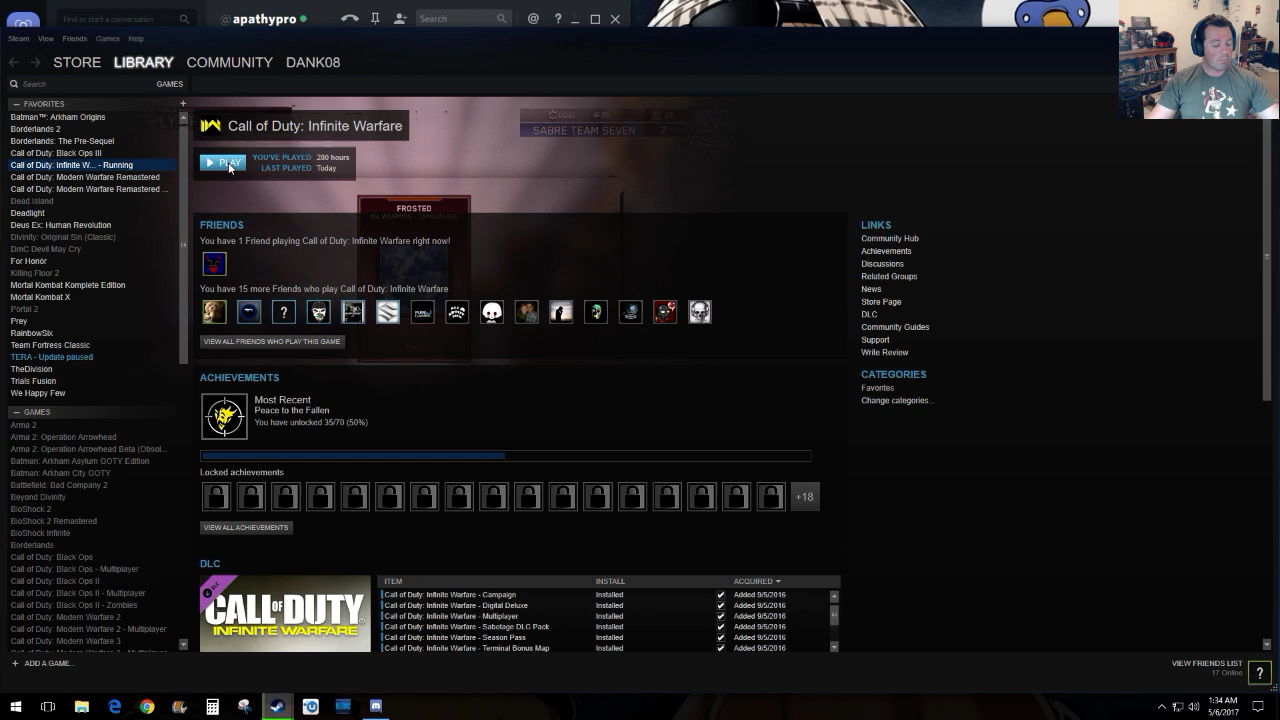 Find or start a conversation
@apathypro
Search
@ ?
Steam View Friends Games Help
STORE LIBRARY COMMUNITY DANK08
Search GAMES
FAVORITES
Batman™: Arkham Origins
Borderlands 2
Borderlands: The Pre-Sequel
Call of Duty: Black Ops III
Call of Duty: Infinite W... - Running
Call of Duty: Modern Warfare Remastered
Call of Duty: Modern Warfare Remastered ...
Dead Island
Deadlight
Deus Ex: Human Revolution
Divinity: Original Sin (Classic)
DmC Devil May Cry
For Honor
Killing Floor 2
Mortal Kombat Komplete Edition
Mortal Kombat X
Portal 2
Prey
RainbowSix
Team Fortress Classic
TERA - Update paused
TheDivision
Trials Fusion
We Happy Few
GAMES
Arma 2
Arma 2: Operation Arrowhead
Arma 2: Operation Arrowhead Beta (Obsol...
Batman: Arkham Asylum GOTY Edition
Batman: Arkham City GOTY
Battlefield: Bad Company 2
Beyond Divinity
BioShock 2
BioShock 2 Remastered
BioShock Infinite
Borderlands
Call of Duty: Black Ops
Call of Duty: Black Ops - Multiplayer
Call of Duty: Black Ops II
Call of Duty: Black Ops II - Multiplayer
Call of Duty: Black Ops II - Zombies
Call of Duty: Modern Warfare 2
Call of Duty: Modern Warfare 2 - Multiplayer
Call of Duty: Modern Warfare 3
+ ADD A GAME...
Call of Duty: Infinite Warfare
SABRE TEAM SEVEN 7
PLAY
YOU'VE PLAYED 280 hours
LAST PLAYED Today
FROSTED
ALL WEAPONS - CAMOUFLAGE
FRIENDS
You have 1 Friend playing Call of Duty: Infinite Warfare right now!
You have 15 more Friends who play Call of Duty: Infinite Warfare
?
VIEW ALL FRIENDS WHO PLAY THIS GAME
ACHIEVEMENTS
Most Recent
Peace to the Fallen
You have unlocked 35/70 (50%)
Locked achievements
+18
VIEW ALL ACHIEVEMENTS
DLC
DLC
CALL OF DUTY
INFINITE WARFARE
ITEM INSTALL ACQUIRED
Call of Duty: Infinite Warfare - Campaign Installed Added 9/5/2016
Call of Duty: Infinite Warfare - Digital Deluxe Installed Added 9/5/2016
Call of Duty: Infinite Warfare - Multiplayer Installed Added 9/5/2016
Call of Duty: Infinite Warfare - Sabotage DLC Pack Installed Added 9/5/2016
Call of Duty: Infinite Warfare - Season Pass Installed Added 9/5/2016
Call of Duty: Infinite Warfare - Terminal Bonus Map Installed Added 9/5/2016
LINKS
Community Hub
Achievements
Discussions
Related Groups
News
Store Page
DLC
Community Guides
Support
Write Review
CATEGORIES
Favorites
Change categories...
VIEW FRIENDS LIST
17 Online
?
1:34 AM
5/6/2017